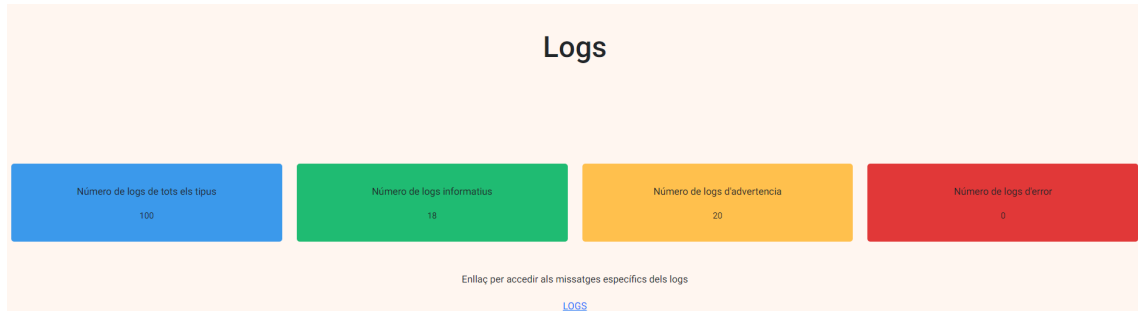 Logs
Número de logs de tots els tipus
100
Número de logs informatius
18
Número de logs d'advertencia
20
Número de logs d'error
0
Enllaç per accedir als missatges específics dels logs
LOGS